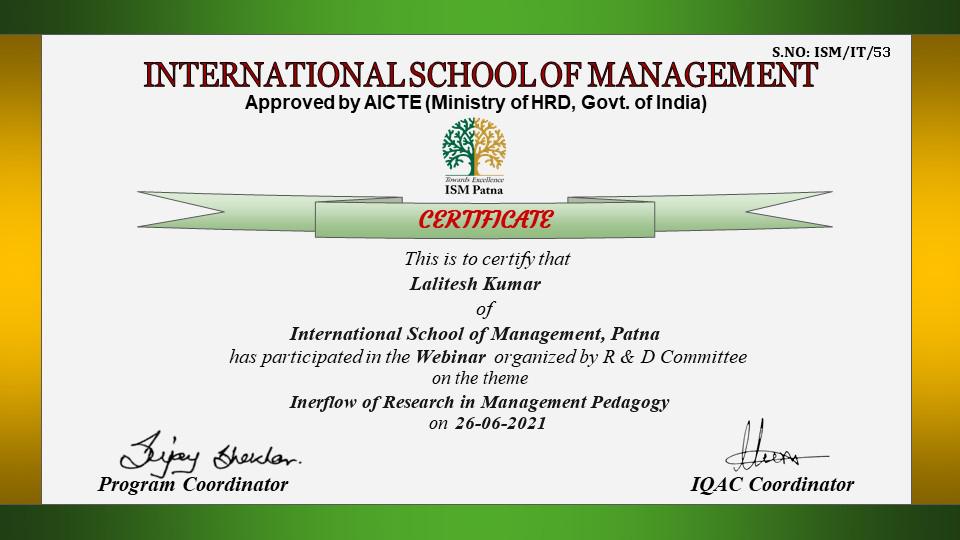 S.NO: ISM/IT/53
INTERNATIONAL SCHOOL OF MANAGEMENT
Approved by AICTE (Ministry of HRD, Govt. of India)
Towards Excellence
ISM Patna
CERTIFICATE
This is to certify that
Lalitesh Kumar
of
International School of Management, Patna
has participated in the Webinar organized by R & D Committee
on the theme
Inerflow of Research in Management Pedagogy
on 26-06-2021
Program Coordinator
IQAC Coordinator